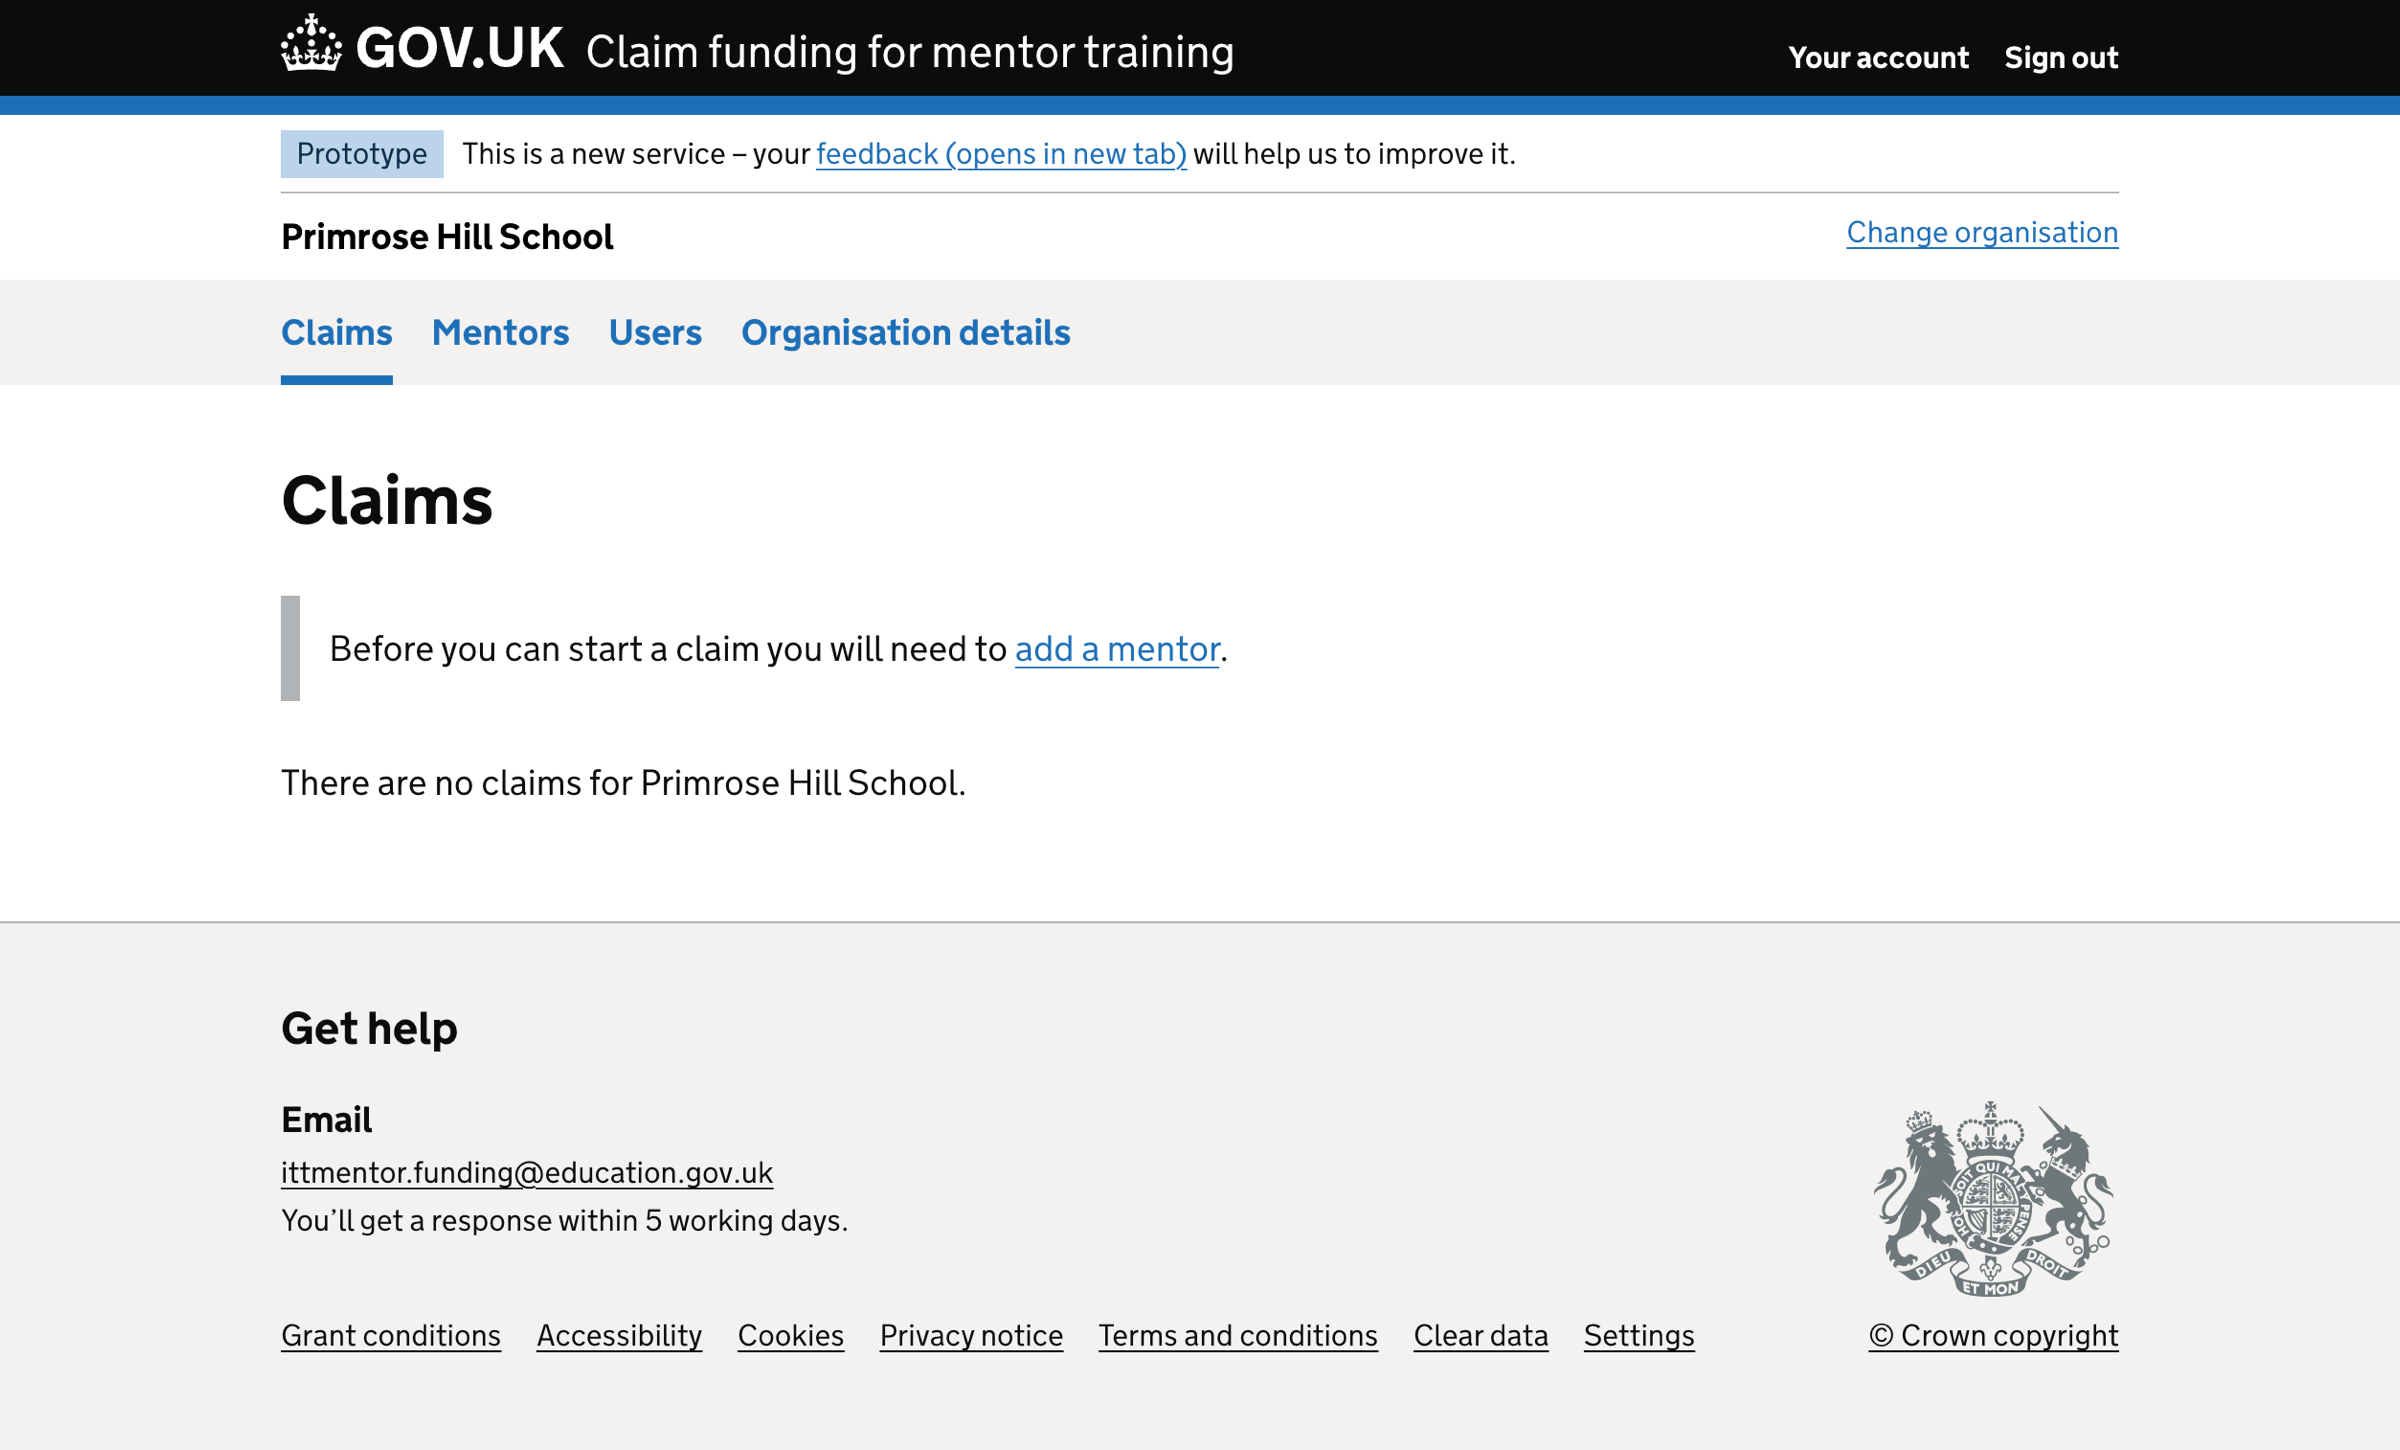 GOV.UK Claim funding for mentor training
Your account Sign out
Prototype This is a new service – your feedback (opens in new tab) will help us to improve it.
Primrose Hill School
Change organisation
Claims Mentors Users Organisation details
Claims
Before you can start a claim you will need to add a mentor.
There are no claims for Primrose Hill School.
Get help
Email
ittmentor.funding@education.gov.uk
You’ll get a response within 5 working days.
DIEU ET MON DROIT
Grant conditions Accessibility Cookies Privacy notice Terms and conditions Clear data Settings
© Crown copyright